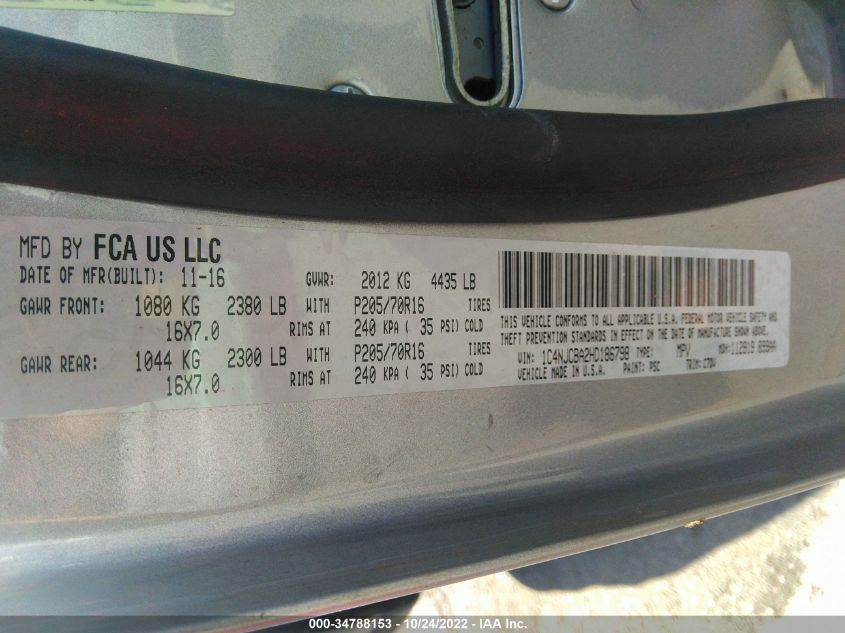 MFD BY FCA US LLC
DATE OF MFR(BUILT): 11-16 GVWR: 2012 KG 4435 LB
GAWR FRONT: 1080 KG 2380 LB WITH P205/70R16 TIRES
16X7.0 RIMS AT 240 KPA ( 35 PSI) COLD
GAWR REAR: 1044 KG 2300 LB WITH P205/70R16 TIRES
16X7.0 RIMS AT 240 KPA ( 35 PSI) COLD
THIS VEHICLE CONFORMS TO ALL APPLICABLE U.S.A. FEDERAL MOTOR VEHICLE SAFETY AND
THEFT PREVENTION STANDARDS IN EFFECT ON THE DATE OF MANUFACTURE SHOWN ABOVE.
VIN: 1C4NJCBA2HD186798 TYPE: MPV MDH: 112919
VEHICLE MADE IN U.S.A. PAINT: PSC TRIM:
000-34788153 - 10/24/2022 - IAA Inc.